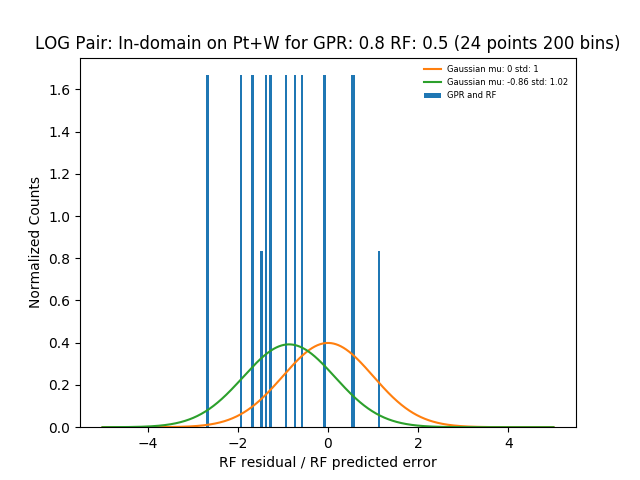 LOG Pair: In-domain on Pt+W for GPR: 0.8 RF: 0.5 (24 points 200 bins)
Gaussian mu: 0 std: 1
Gaussian mu: -0.86 std: 1.02
GPR and RF
Normalized Counts
1.6
1.4
1.2
1.0
0.8
0.6
0.4
0.2
0.0
−4 −2 0 2 4
RF residual / RF predicted error